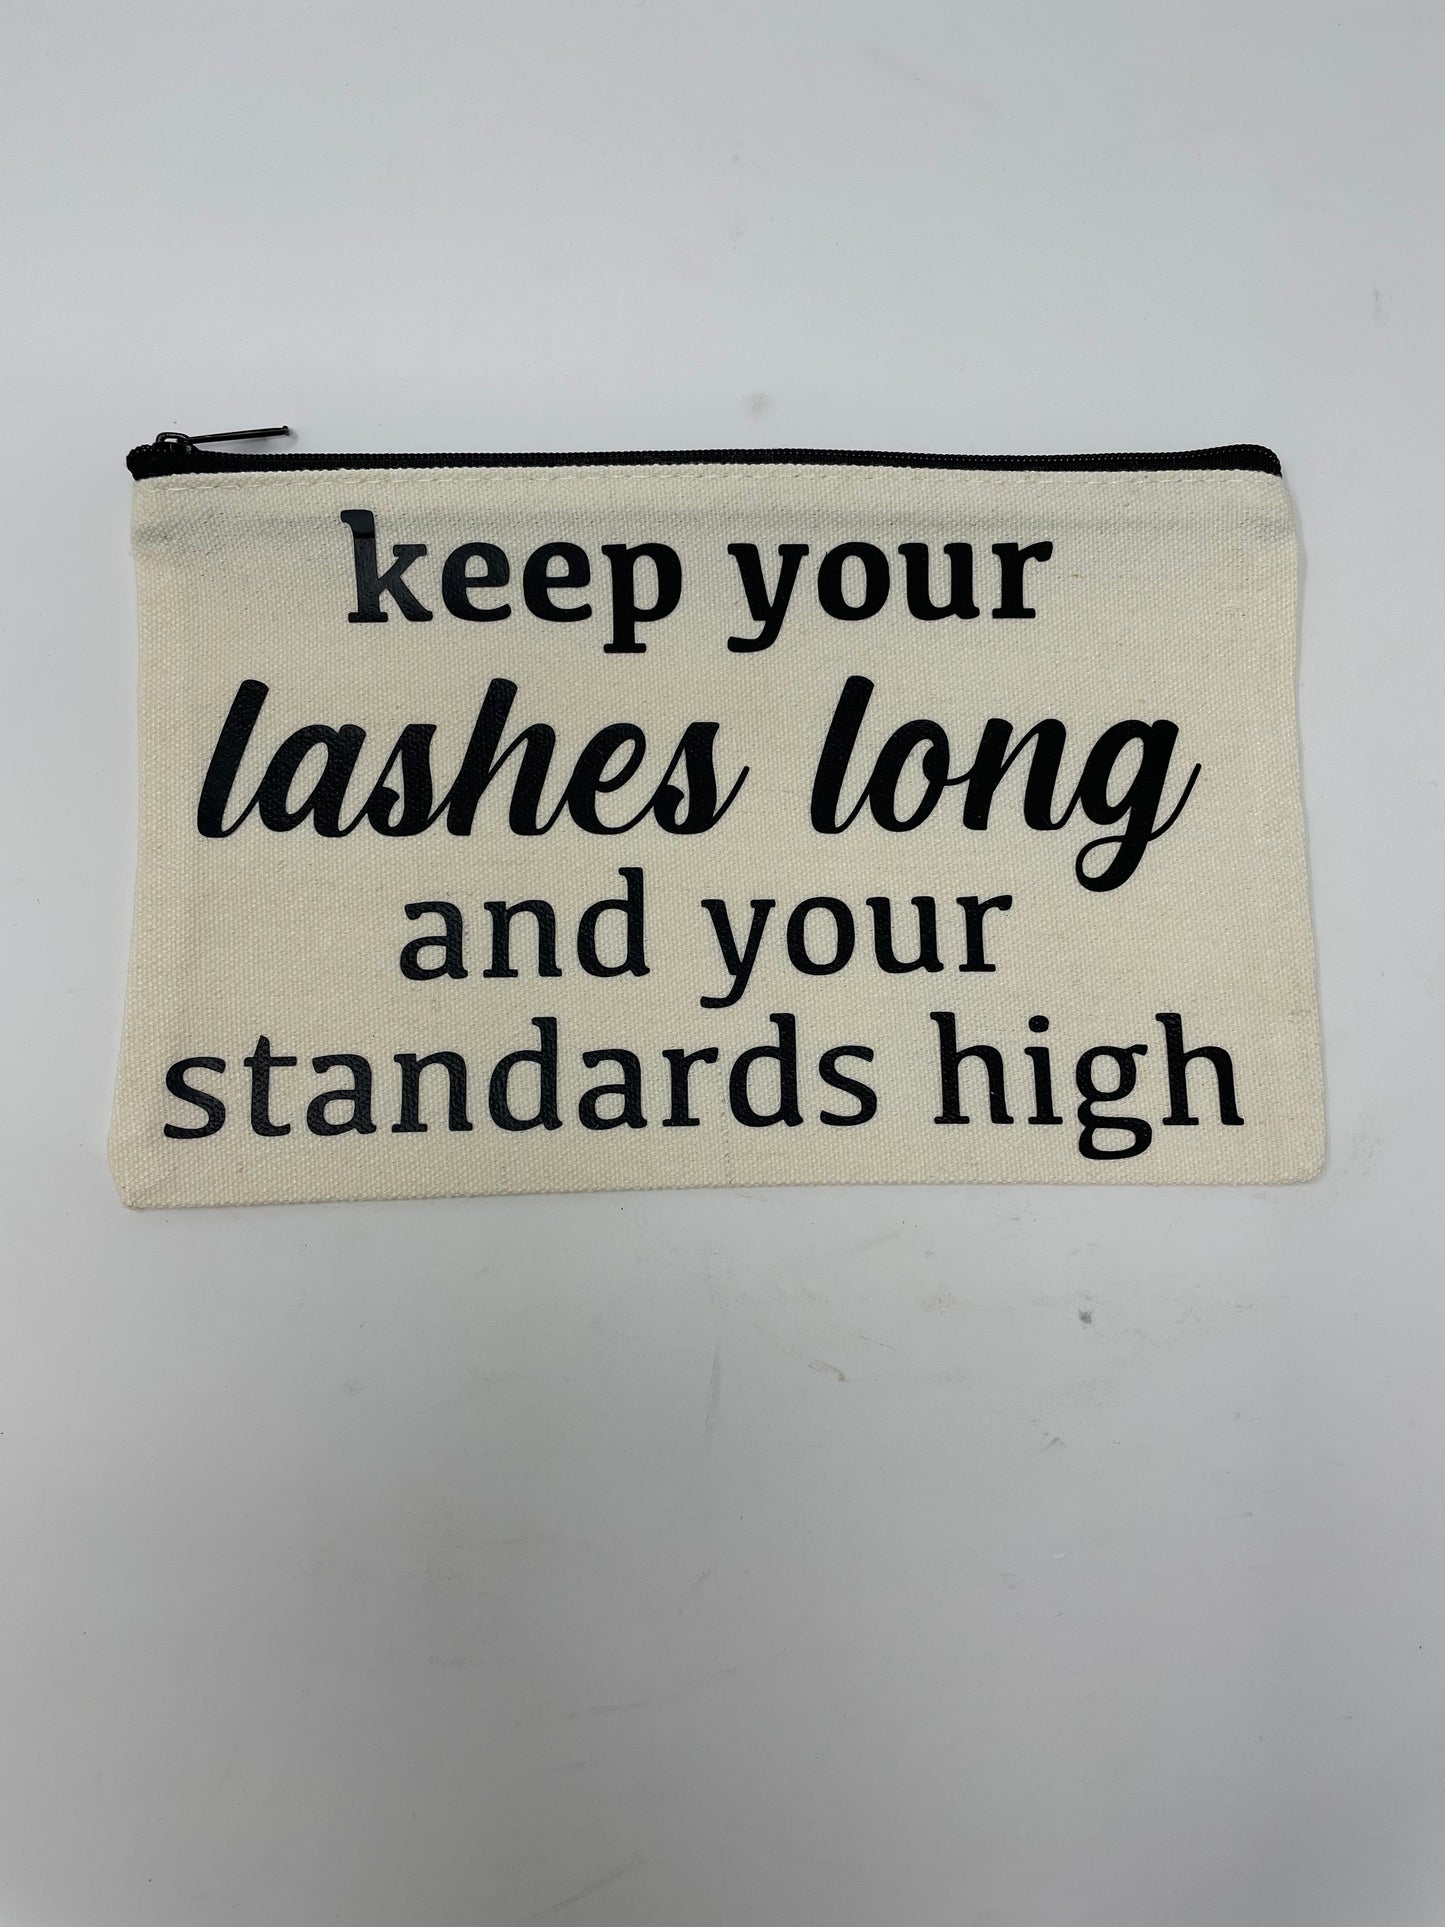 keep your
lashes long
and your
standards high